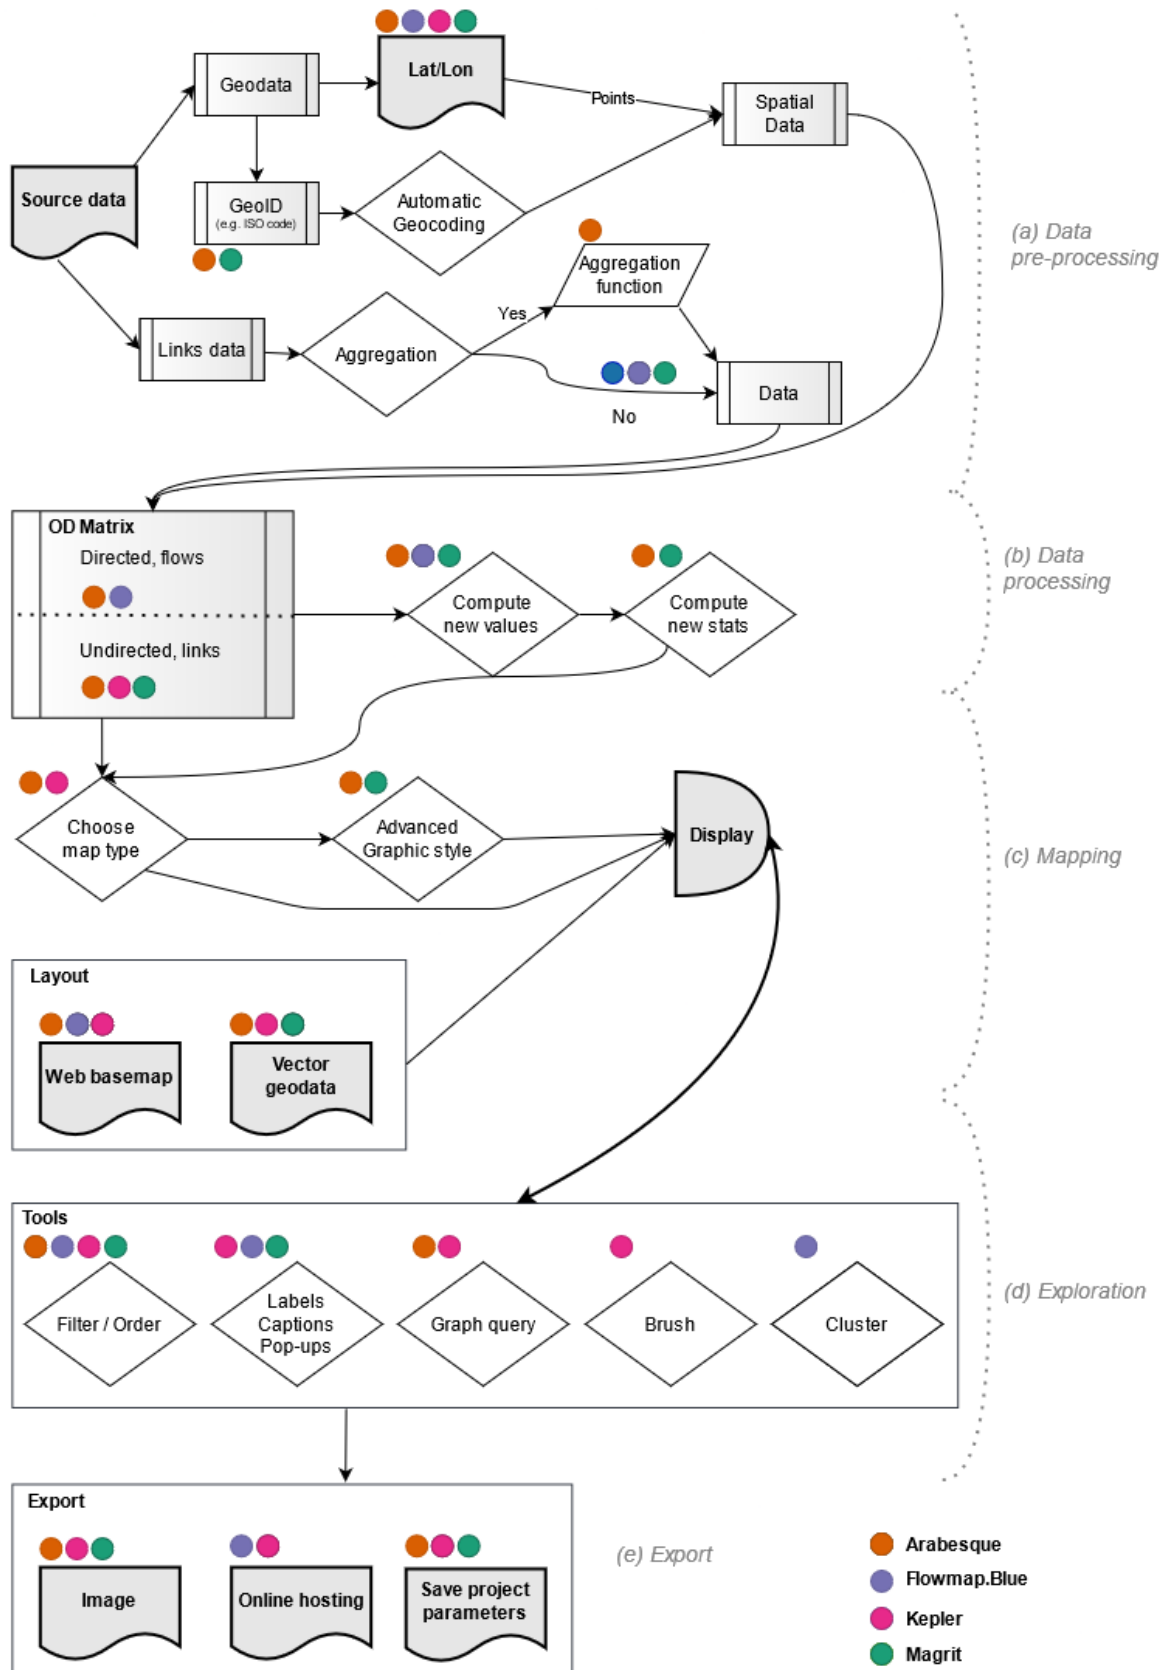 Lat/Lon
Geodata
Points
Spatial
Data
Source data
GeoID
(e.g. ISO code)
Automatic
Geocoding
(a) Data
pre-processing
Aggregation
function
Yes
Links data
Aggregation
Data
No
OD Matrix
Directed, flows
Undirected, links
Compute
new values
Compute
new stats
(b) Data
processing
Choose
map type
Advanced
Graphic style
Display
(c) Mapping
Layout
Web basemap
Vector
geodata
Tools
Filter / Order
Labels
Captions
Pop-ups
Graph query
Brush
Cluster
(d) Exploration
Export
Image
Online hosting
Save project
parameters
(e) Export
Arabesque
Flowmap.Blue
Kepler
Magrit